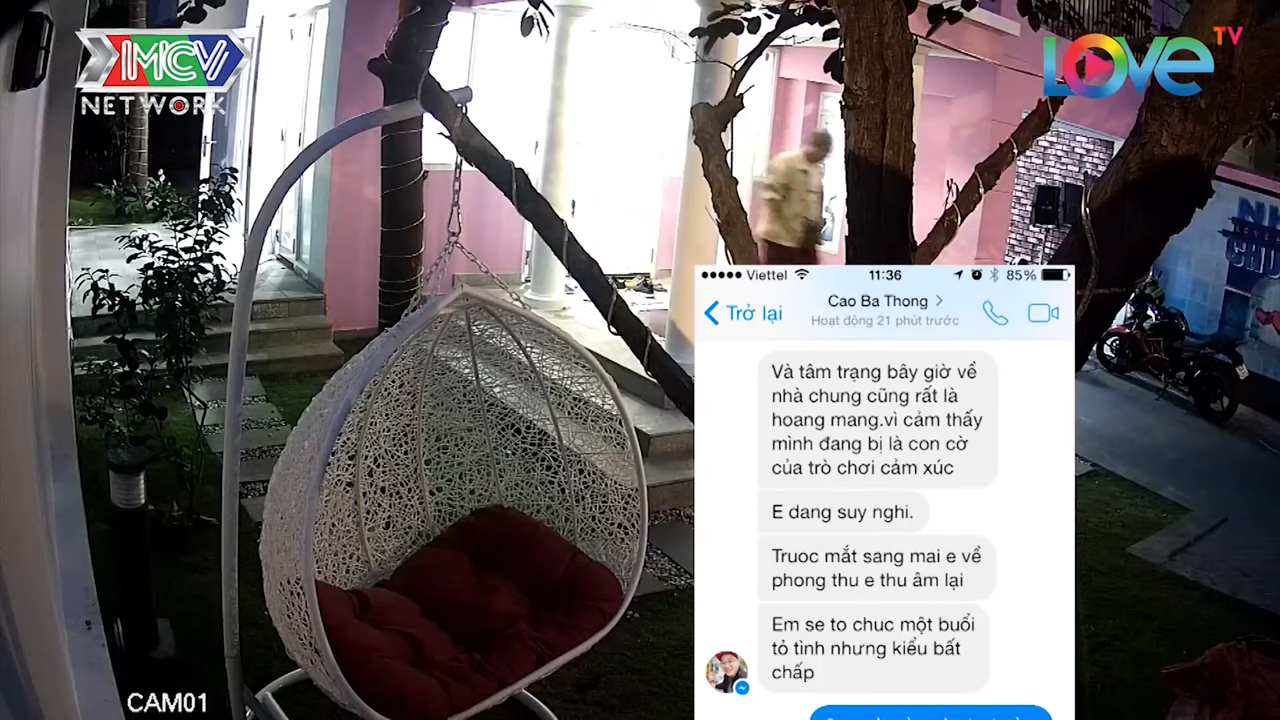 MCV
NETWORK
LOVE TV
Viettel 11:36 85%
Trở lại
Cao Ba Thong
Hoạt động 21 phút trước
Và tâm trạng bây giờ về
nhà chung cũng rất là
hoang mang.vì cảm thấy
mình đang bị là con cờ
của trò chơi cảm xúc
E dang suy nghi.
Truoc mắt sang mai e về
phong thu e thu âm lại
Em se to chuc một buổi
tỏ tình nhưng kiểu bất
chấp
CAM01